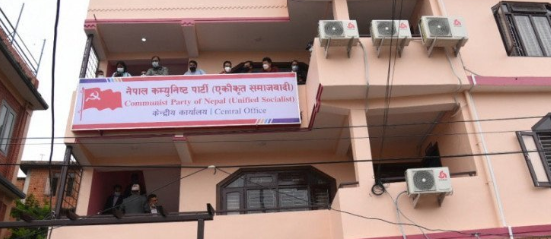 नेपाल कम्युनिष्ट पार्टी (एकीकृत समाजवादी)
Communist Party of Nepal (Unified Socialist)
केन्द्रीय कार्यालय | Central Office